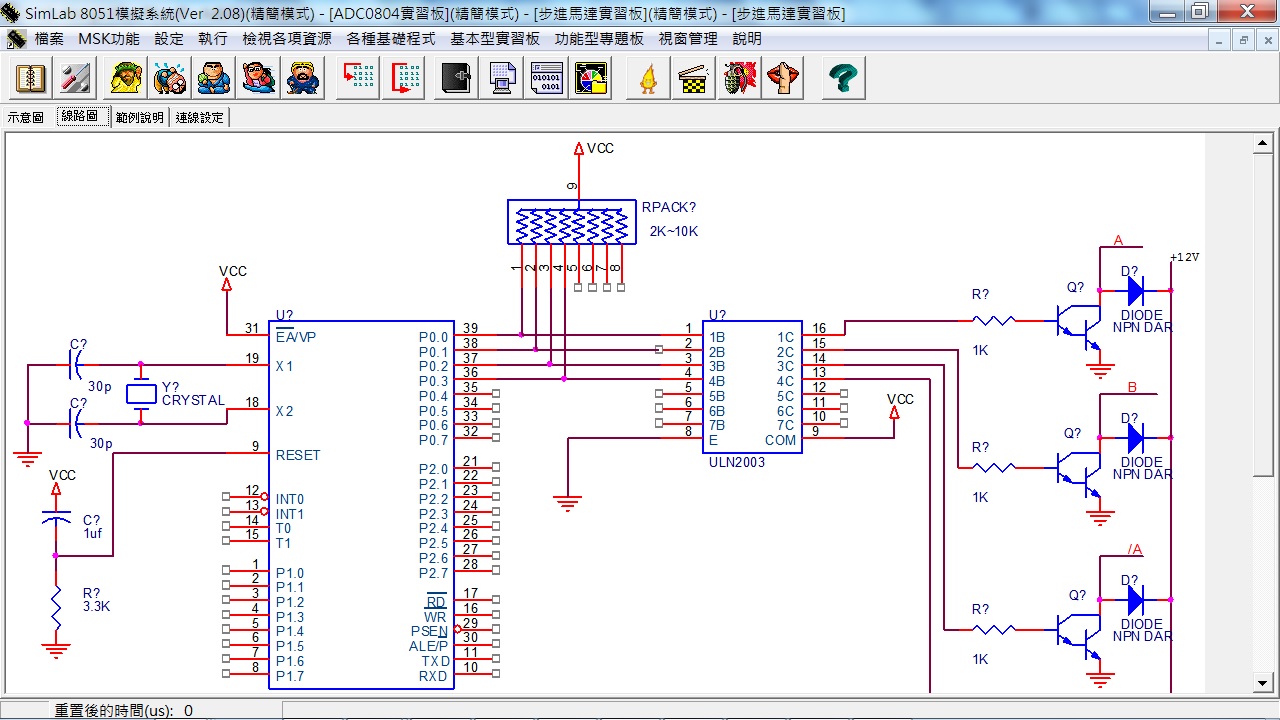 SimLab 8051模擬系統(Ver 2.08)(精簡模式) - [ADC0804實習板](精簡模式) - [步進馬達實習板](精簡模式) - [步進馬達實習板]
檔案 MSK功能 設定 執行 檢視各項資源 各種基礎程式 基本型實習板 功能型專題板 視窗管理 說明
010101
0101
?
示意圖 線路圖 範例說明 連線設定
VCC
9
RPACK?
2K~10K
1 2 3 4 5 6 7 8
VCC
U?
31 EA/VP
19 X1
18 X2
9 RESET
12 INT0
13 INT1
14 T0
15 T1
1 P1.0
2 P1.1
3 P1.2
4 P1.3
5 P1.4
6 P1.5
7 P1.6
8 P1.7
P0.0 39
P0.1 38
P0.2 37
P0.3 36
P0.4 35
P0.5 34
P0.6 33
P0.7 32
P2.0 21
P2.1 22
P2.2 23
P2.3 24
P2.4 25
P2.5 26
P2.6 27
P2.7 28
RD 17
WR 16
PSEN 29
ALE/P 30
TXD 11
RXD 10
C?
30p
Y?
CRYSTAL
C?
30p
VCC
C?
1uf
R?
3.3K
U?
1 1B 1C 16
2 2B 2C 15
3 3B 3C 14
4 4B 4C 13
5 5B 5C 12
6 6B 6C 11
7 7B 7C 10
8 E COM 9
ULN2003
VCC
+12V
A
R?
1K
Q?
D?
DIODE
NPN DAR
B
R?
1K
Q?
D?
DIODE
NPN DAR
/A
R?
1K
Q?
D?
DIODE
NPN DAR
重置後的時間(us): 0